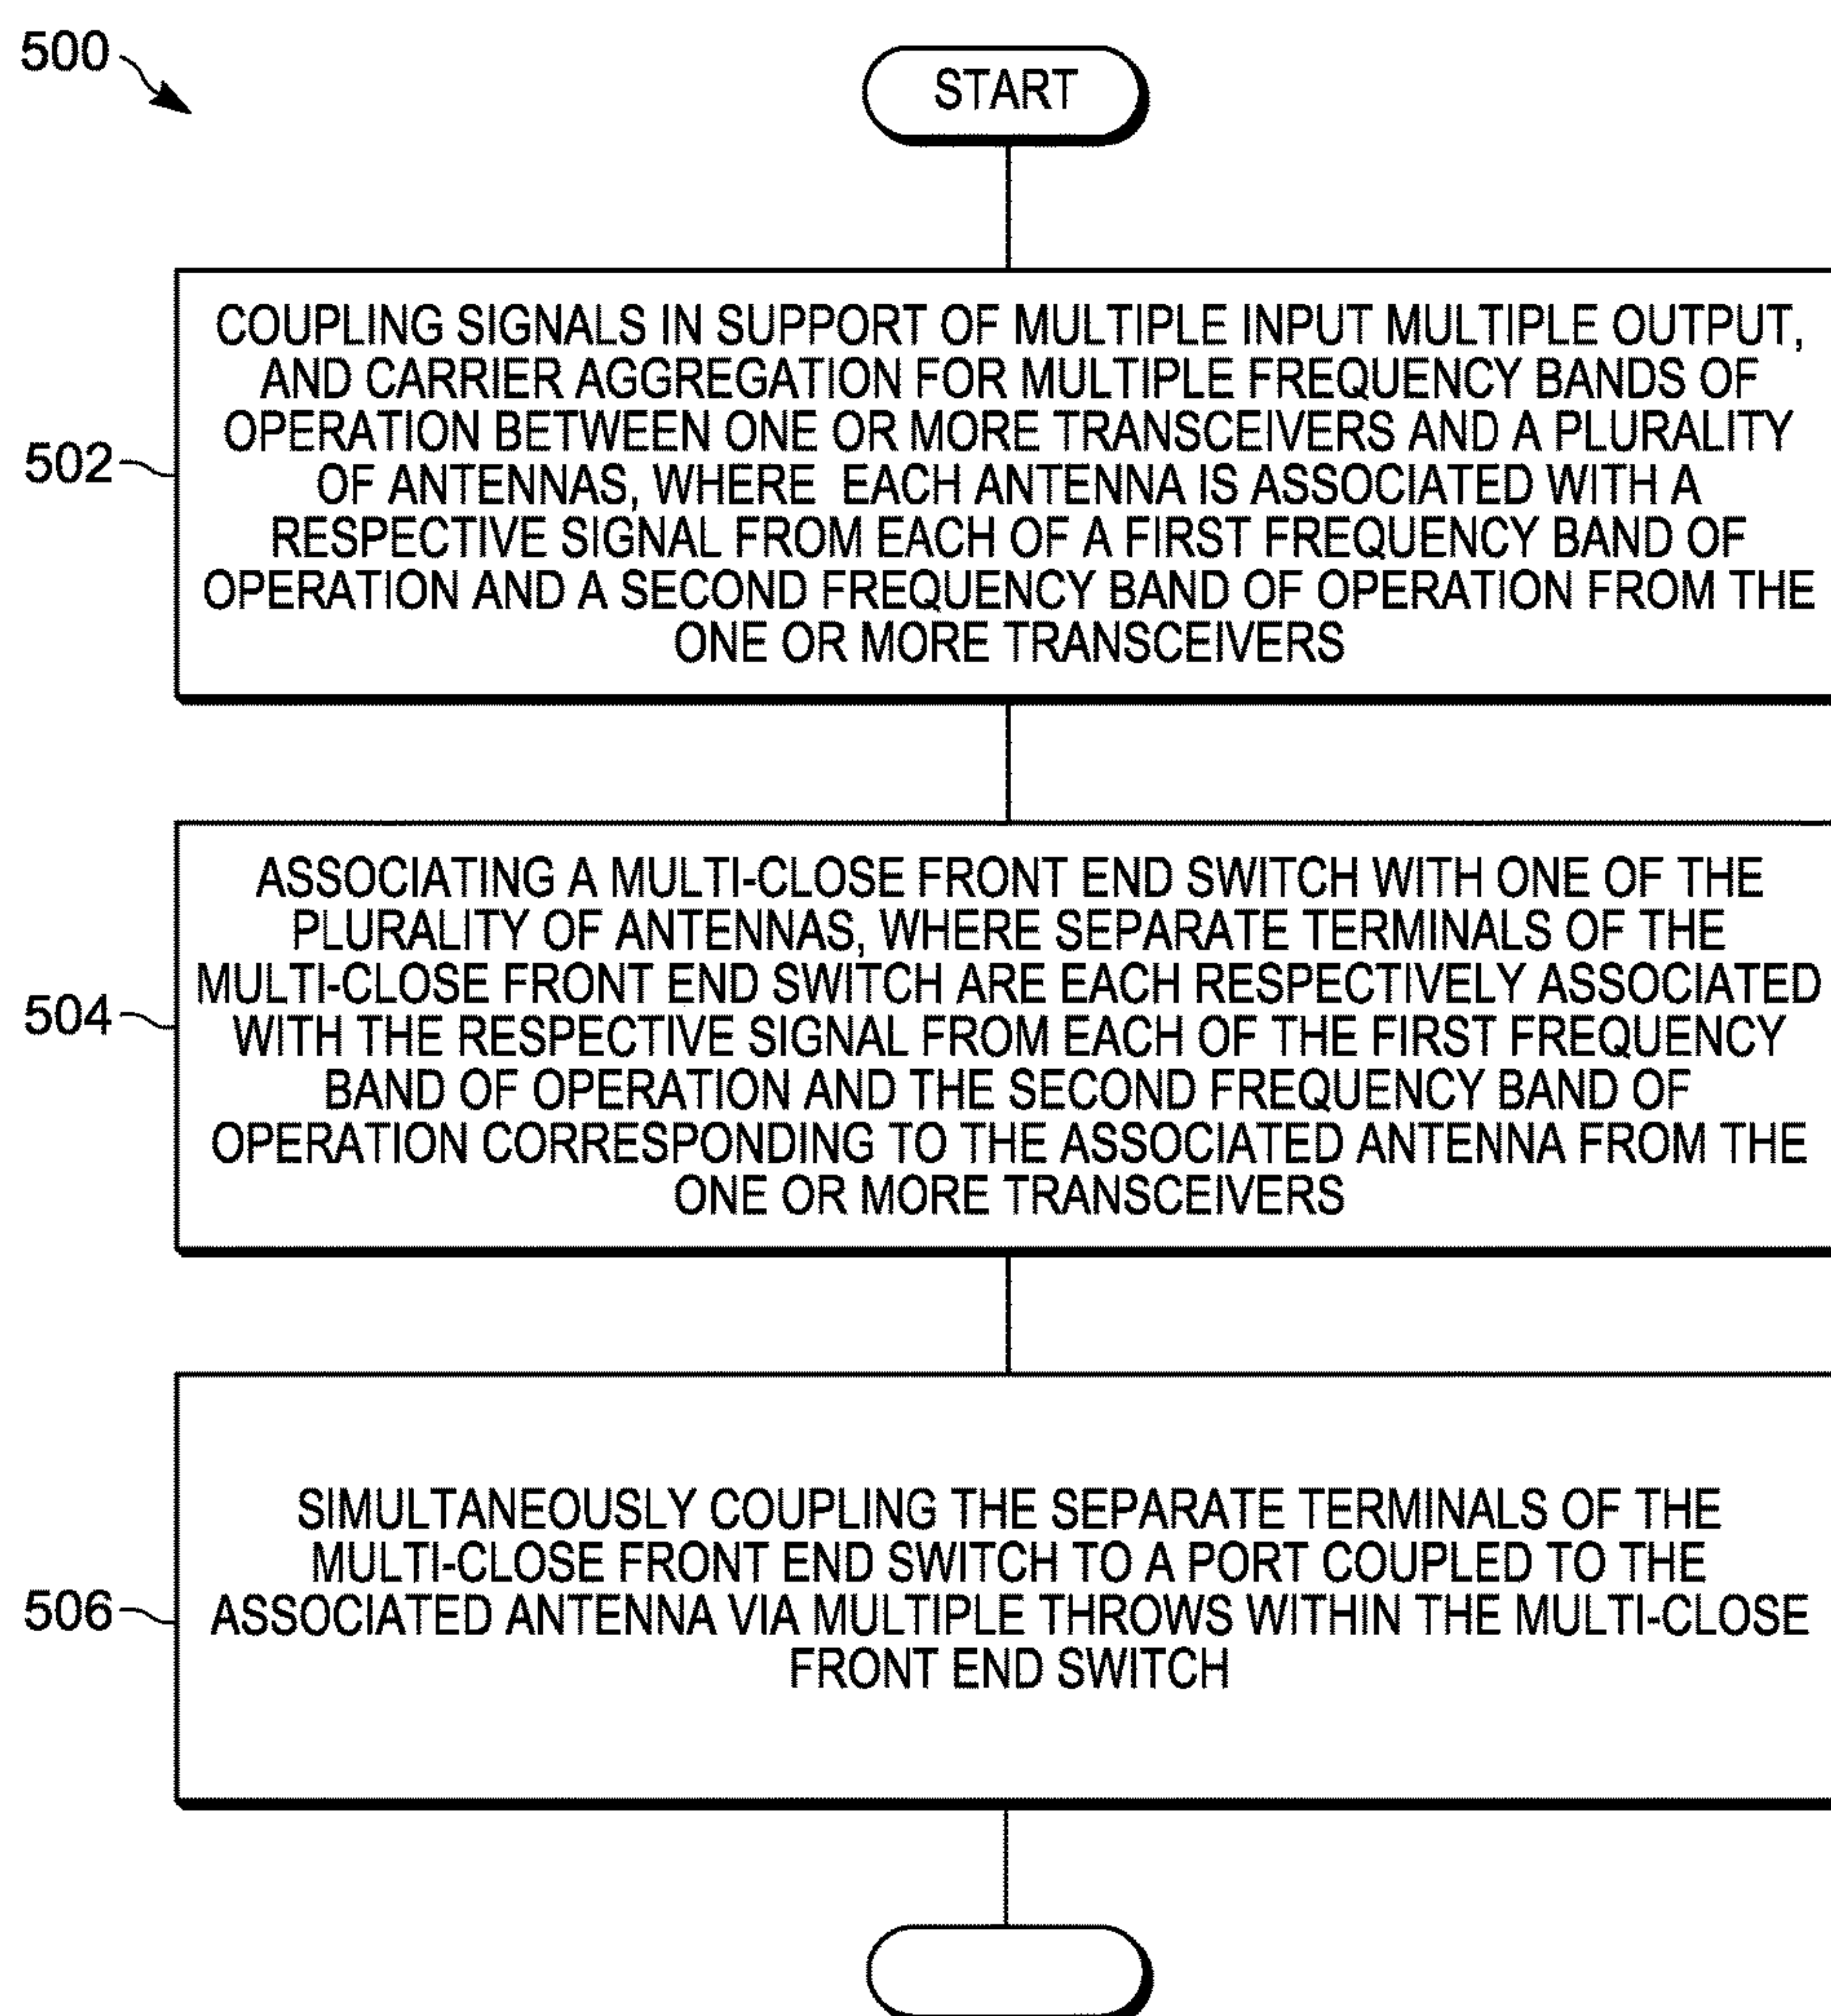 500
START
COUPLING SIGNALS IN SUPPORT OF MULTIPLE INPUT MULTIPLE OUTPUT,
AND CARRIER AGGREGATION FOR MULTIPLE FREQUENCY BANDS OF
OPERATION BETWEEN ONE OR MORE TRANSCEIVERS AND A PLURALITY
502
OF ANTENNAS, WHERE EACH ANTENNA IS ASSOCIATED WITH A
RESPECTIVE SIGNAL FROM EACH OF A FIRST FREQUENCY BAND OF
OPERATION AND A SECOND FREQUENCY BAND OF OPERATION FROM THE
ONE OR MORE TRANSCEIVERS
ASSOCIATING A MULTI-CLOSE FRONT END SWITCH WITH ONE OF THE
PLURALITY OF ANTENNAS, WHERE SEPARATE TERMINALS OF THE
MULTI-CLOSE FRONT END SWITCH ARE EACH RESPECTIVELY ASSOCIATED
504
WITH THE RESPECTIVE SIGNAL FROM EACH OF THE FIRST FREQUENCY
BAND OF OPERATION AND THE SECOND FREQUENCY BAND OF
OPERATION CORRESPONDING TO THE ASSOCIATED ANTENNA FROM THE
ONE OR MORE TRANSCEIVERS
SIMULTANEOUSLY COUPLING THE SEPARATE TERMINALS OF THE
MULTI-CLOSE FRONT END SWITCH TO A PORT COUPLED TO THE
506
ASSOCIATED ANTENNA VIA MULTIPLE THROWS WITHIN THE MULTI-CLOSE
FRONT END SWITCH